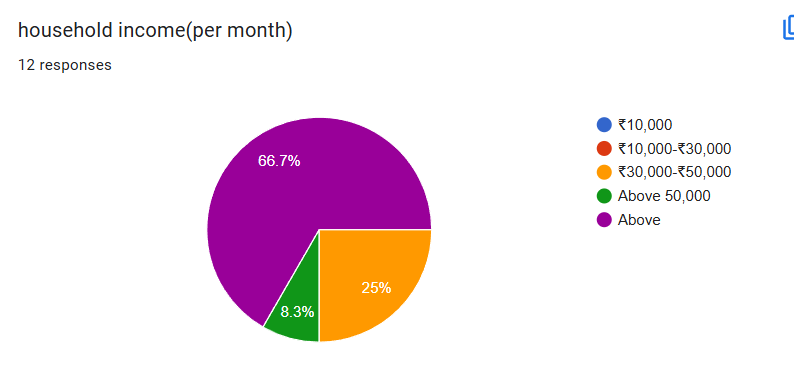 household income(per month)
12 responses
66.7%
25%
8.3%
₹10,000
₹10,000-₹30,000
₹30,000-₹50,000
Above 50,000
Above